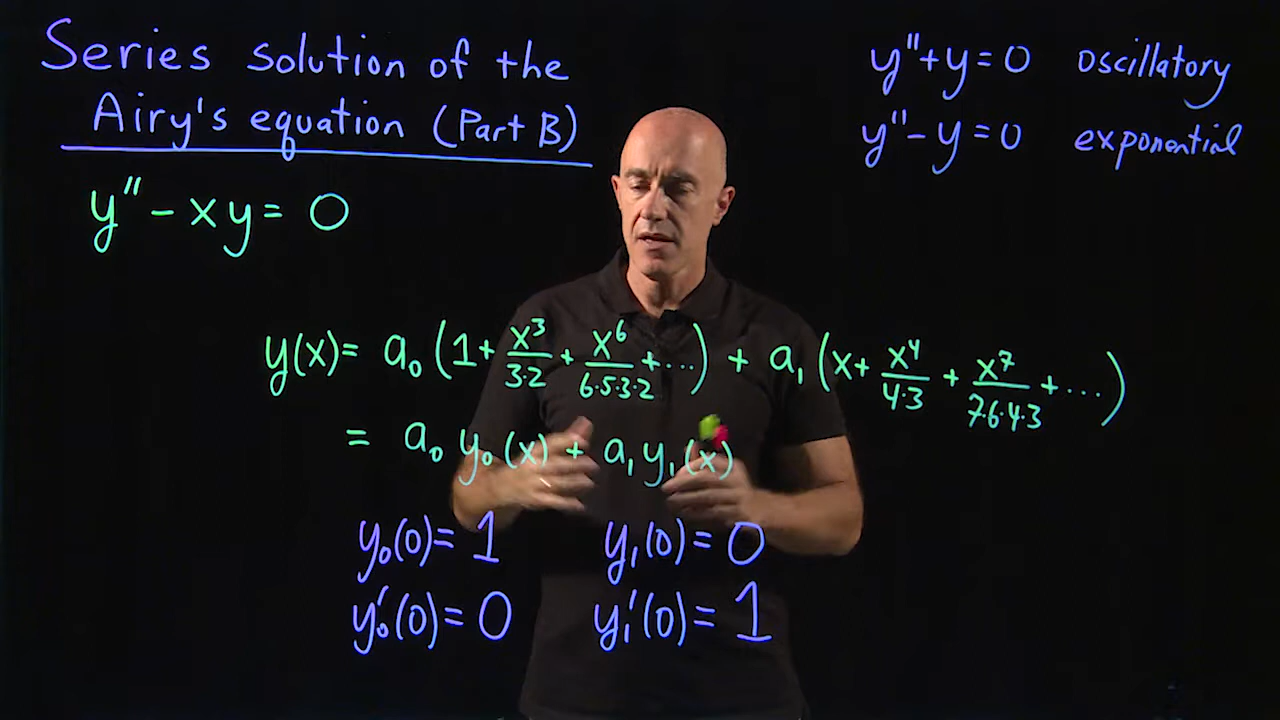 Series solution of the
Airy's equation (Part B)
y'' + y = 0 oscillatory
y'' - y = 0 exponential
y'' - xy = 0
y(x) = a₀ (1 + x³/3·2 + x⁶/6·5·3·2 + ...) + a₁ (x + x⁴/4·3 + x⁷/7·6·4·3 + ...)
= a₀ y₀(x) + a₁ y₁(x)
y₀(0) = 1 y₁(0) = 0
y₀'(0) = 0 y₁'(0) = 1